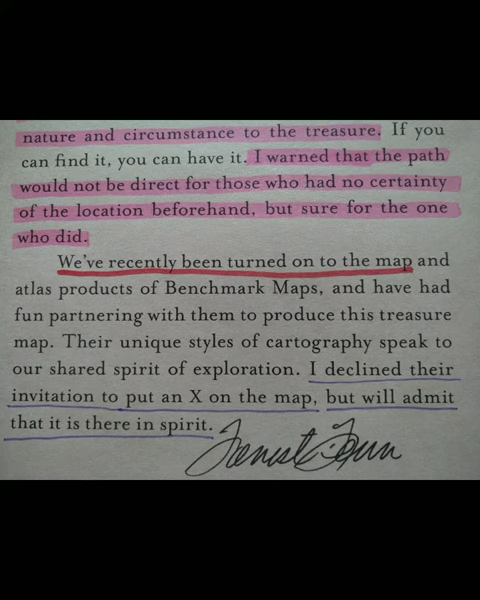 nature and circumstance to the treasure. If you
can find it, you can have it. I warned that the path
would not be direct for those who had no certainty
of the location beforehand, but sure for the one
who did.
We've recently been turned on to the map and
atlas products of Benchmark Maps, and have had
fun partnering with them to produce this treasure
map. Their unique styles of cartography speak to
our shared spirit of exploration. I declined their
invitation to put an X on the map, but will admit
that it is there in spirit.
Forrest Fenn